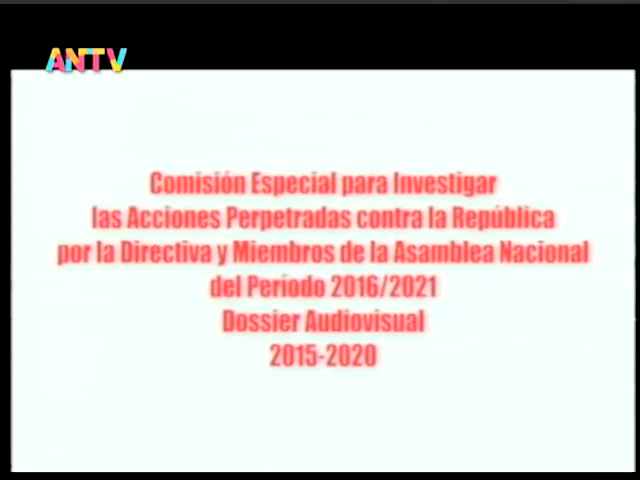 ANTV
Comisión Especial para Investigar
las Acciones Perpetradas contra la República
por la Directiva y Miembros de la Asamblea Nacional
del Período 2016/2021
Dossier Audiovisual
2015-2020